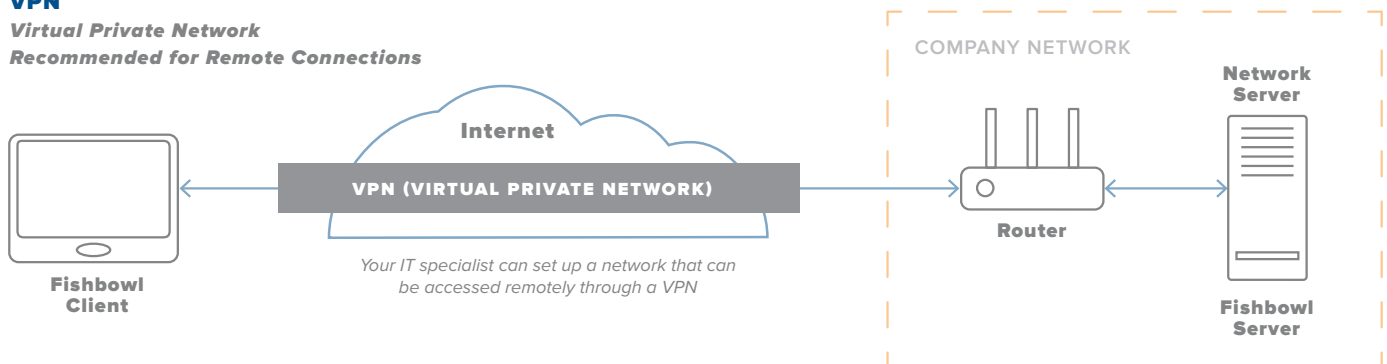 VPN
Virtual Private Network
Recommended for Remote Connections
COMPANY NETWORK
Network
Server
Internet
VPN (VIRTUAL PRIVATE NETWORK)
Router
Your IT specialist can set up a network that can
be accessed remotely through a VPN
Fishbowl
Client
Fishbowl
Server